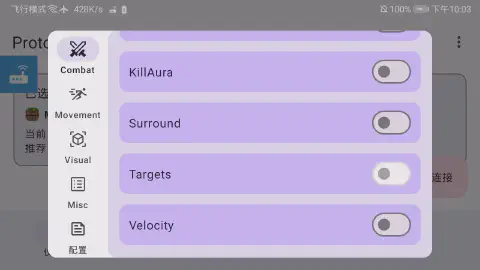 飞行模式 428K/s
100% 下午10:03
Proto
已选
M
当前
推荐
连接
Combat
Movement
Visual
Misc
配置
KillAura
Surround
Targets
Velocity